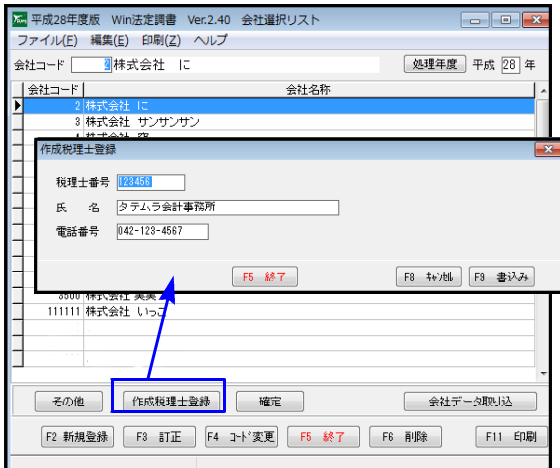 平成28年度版 Win法定調書 Ver.2.40 会社選択リスト
ファイル(F) 編集(E) 印刷(Z) ヘルプ
会社コード 2 株式会社 に 処理年度 平成 28 年
会社コード 会社名称
2 株式会社 に
3 株式会社 サンサンサン
作成税理士登録
税理士番号 123456
氏 名 タテムラ会計事務所
電話番号 042-123-4567
F5 終了 F8 キャンセル F9 書込み
3500 株式会社
111111 株式会社 いっこ
その他 作成税理士登録 確定 会社データ取り込
F2 新規登録 F3 訂正 F4 コード変更 F5 終了 F6 削除 F11 印刷